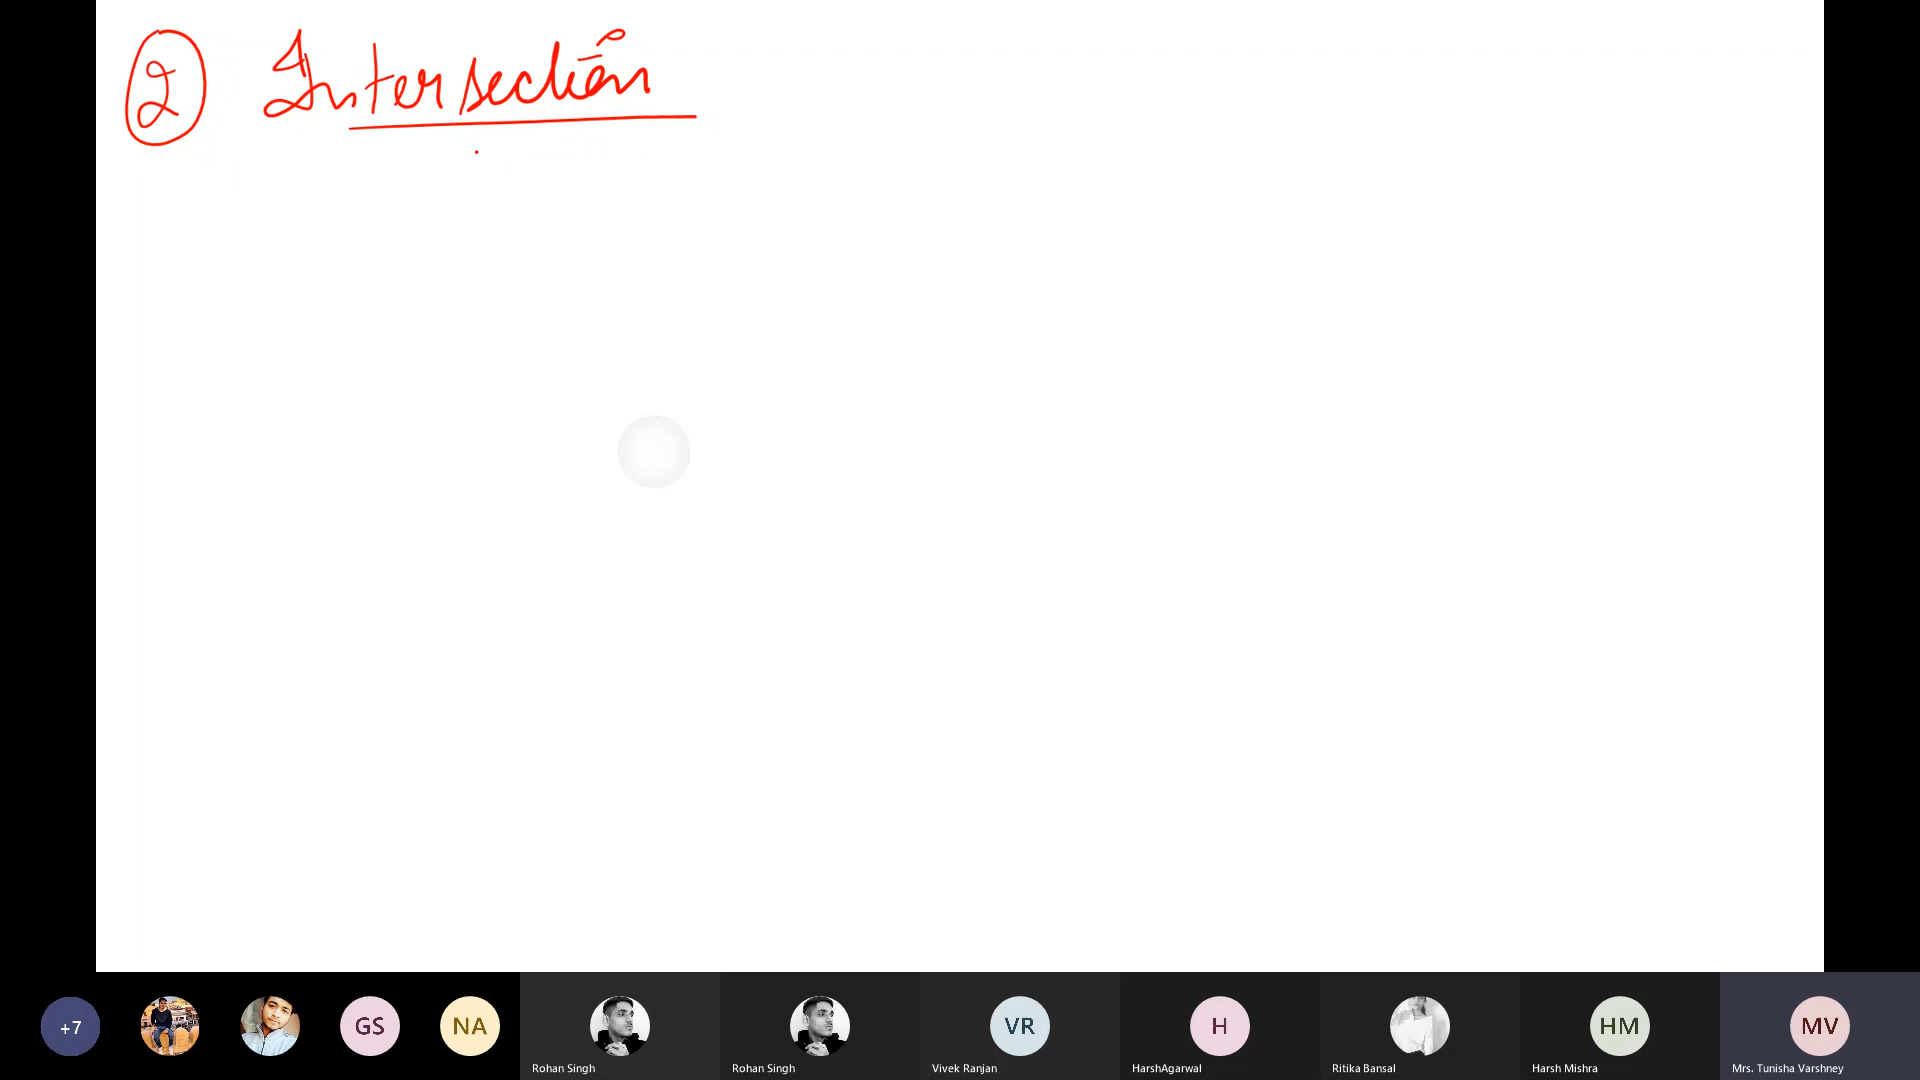 2 Intersection
+7
GS
NA
VR
H
HM
MV
Rohan Singh
Rohan Singh
Vivek Ranjan
HarshAgarwal
Ritika Bansal
Harsh Mishra
Mrs. Tunisha Varshney